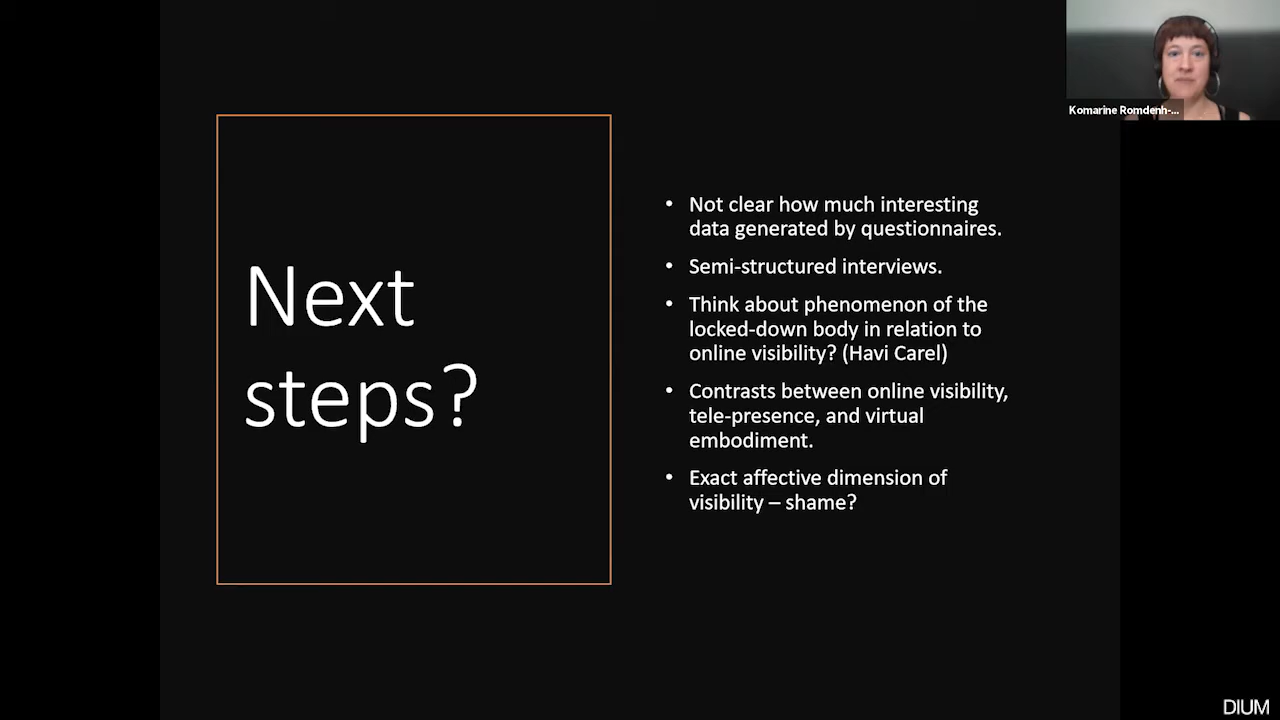 Komarine Romdenh-...
Next
steps?
• Not clear how much interesting
data generated by questionnaires.
• Semi-structured interviews.
• Think about phenomenon of the
locked-down body in relation to
online visibility? (Havi Carel)
• Contrasts between online visibility,
tele-presence, and virtual
embodiment.
• Exact affective dimension of
visibility – shame?
DIUM